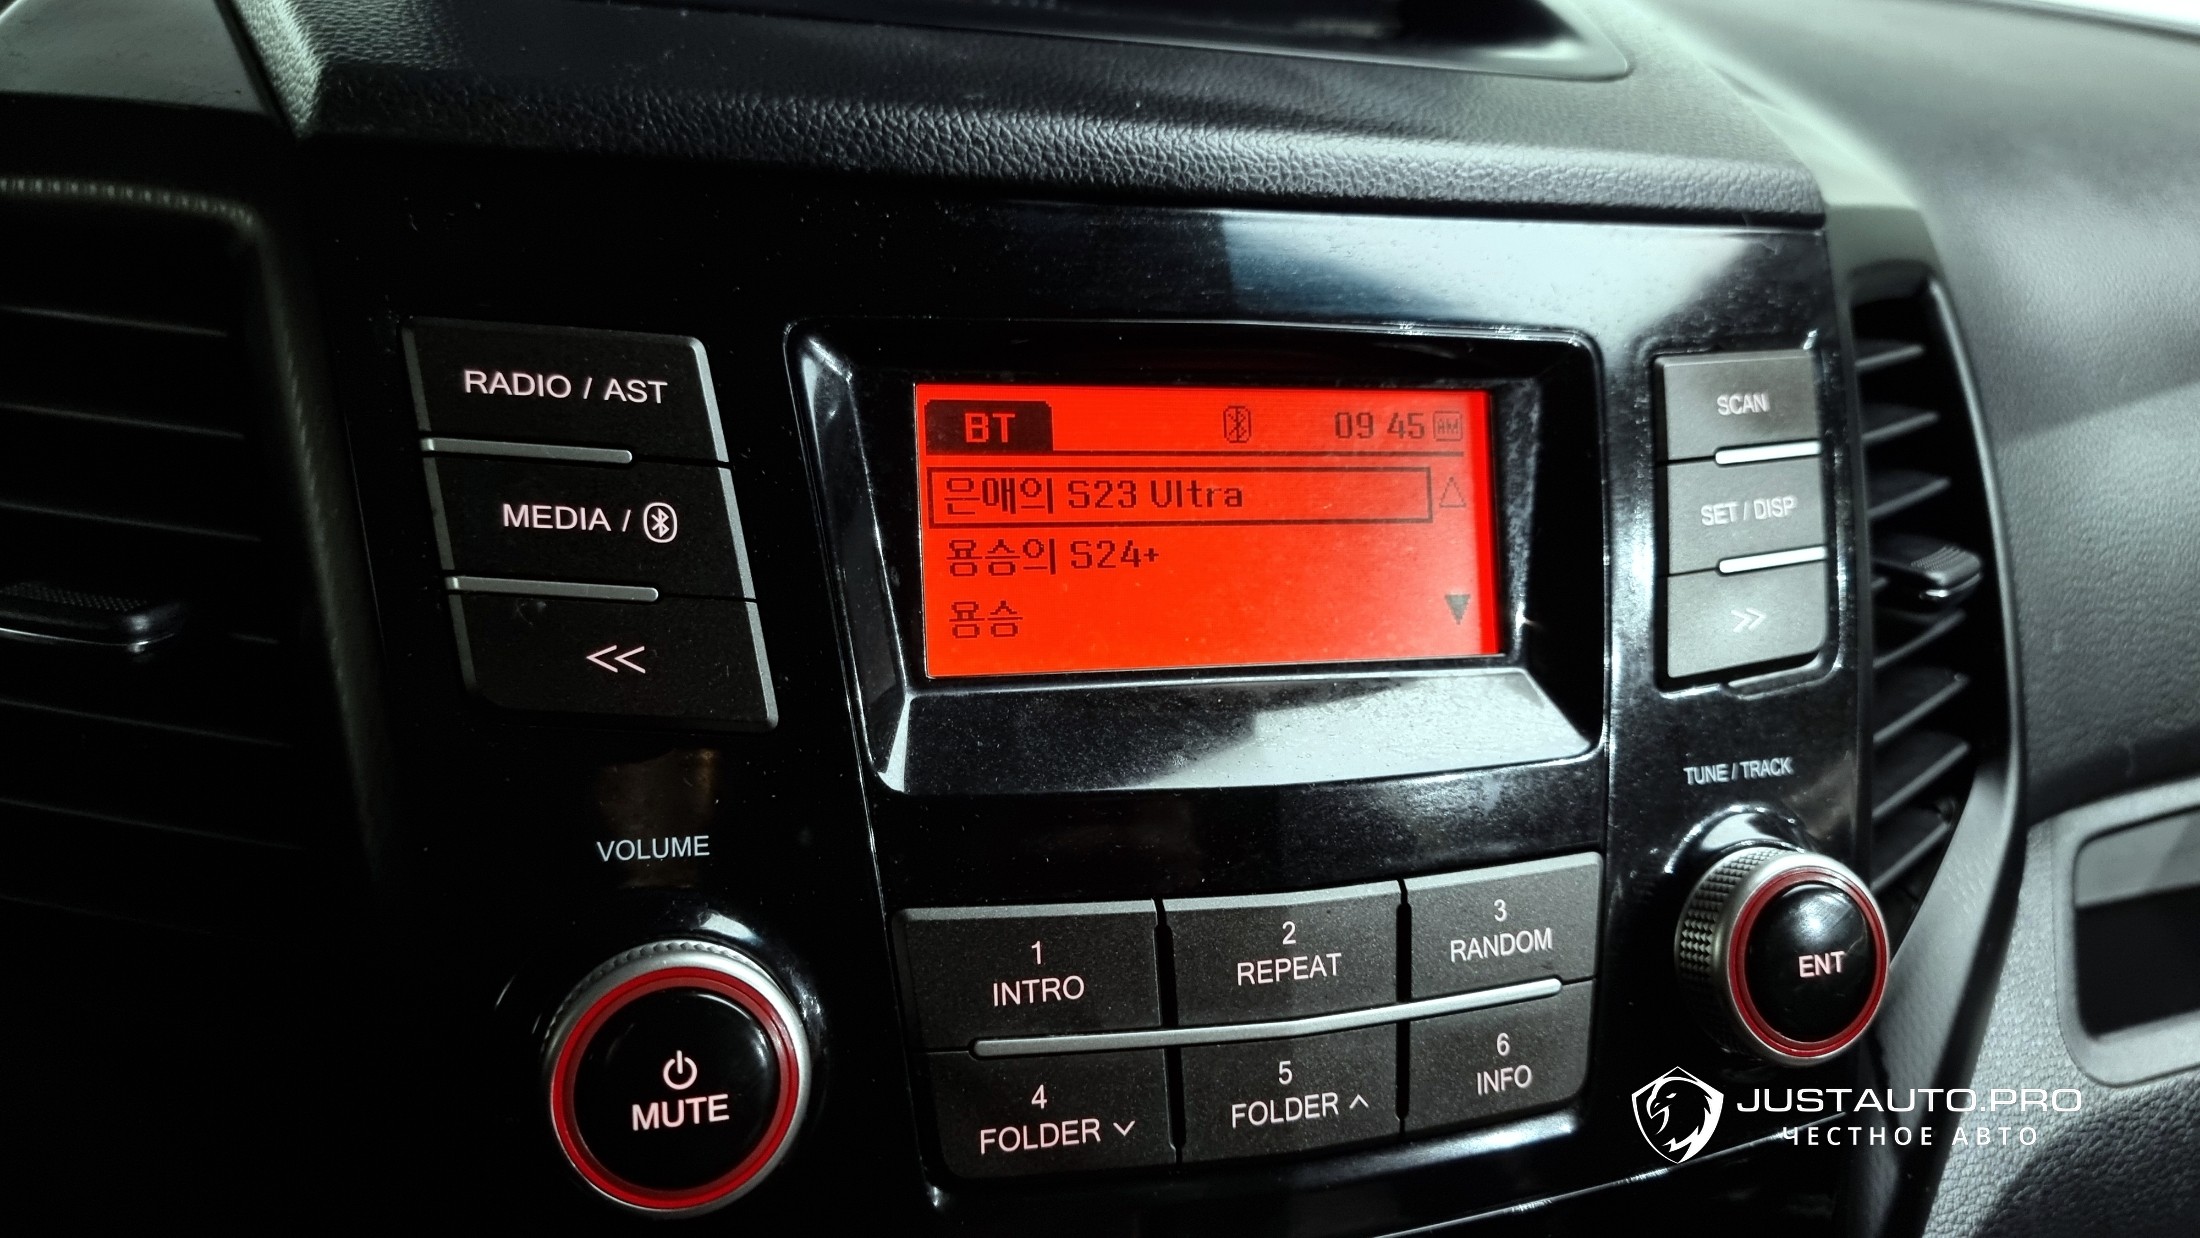 RADIO / AST
MEDIA /
<<
VOLUME
MUTE
BT 09 45 AM
은애의 S23 Ultra
용승의 S24+
용승
SCAN
SET / DISP
>>
TUNE / TRACK
ENT
1
INTRO
2
REPEAT
3
RANDOM
4
FOLDER
5
FOLDER
6
INFO
JUSTAUTO.PRO
ЧЕСТНОЕ АВТО